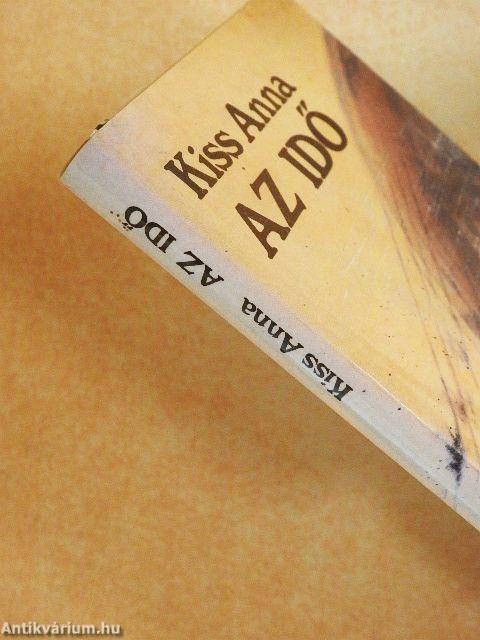 Kiss Anna
AZ IDŐ
Kiss Anna AZ IDŐ
Antikvárium.hu